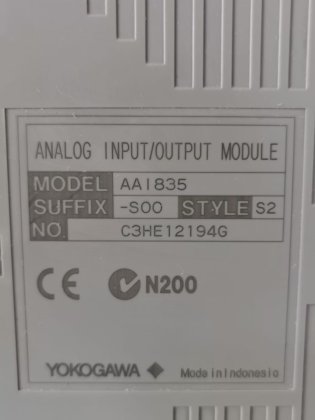 ANALOG INPUT/OUTPUT MODULE
MODEL AAI835
SUFFIX -S00 STYLE S2
NO. C3HE12194G
CE N200
YOKOGAWA Made in Indonesia